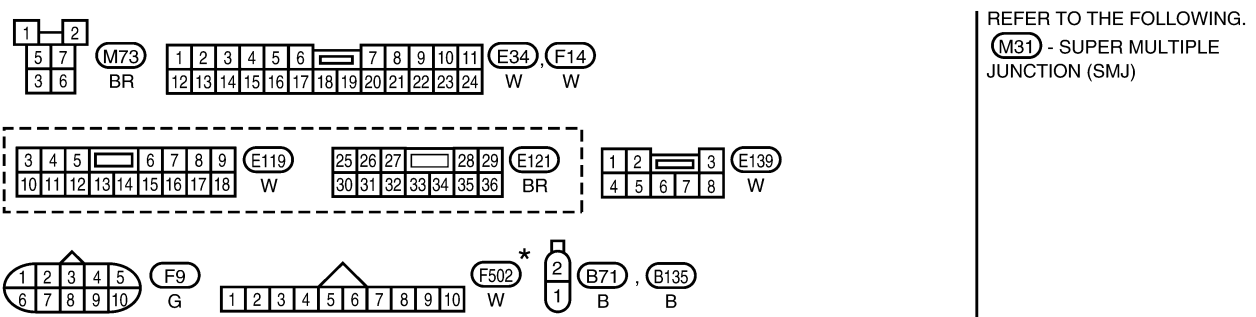 1 2
5 7
3 6
M73
BR
1 2 3 4 5 6 7 8 9 10 11
12 13 14 15 16 17 18 19 20 21 22 23 24
E34 , F14
W W
3 4 5 6 7 8 9
10 11 12 13 14 15 16 17 18
E119
W
25 26 27 28 29
30 31 32 33 34 35 36
E121
BR
1 2 3
4 5 6 7 8
E139
W
1 2 3 4 5
6 7 8 9 10
F9
G
1 2 3 4 5 6 7 8 9 10
F502 *
W
2
1
B71 , B135
B B
REFER TO THE FOLLOWING.
M31 - SUPER MULTIPLE
JUNCTION (SMJ)